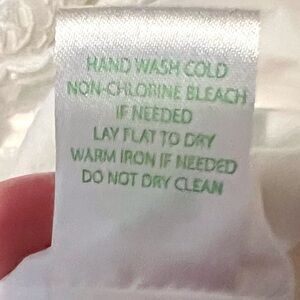 HAND WASH COLD
NON-CHLORINE BLEACH
IF NEEDED
LAY FLAT TO DRY
WARM IRON IF NEEDED
DO NOT DRY CLEAN